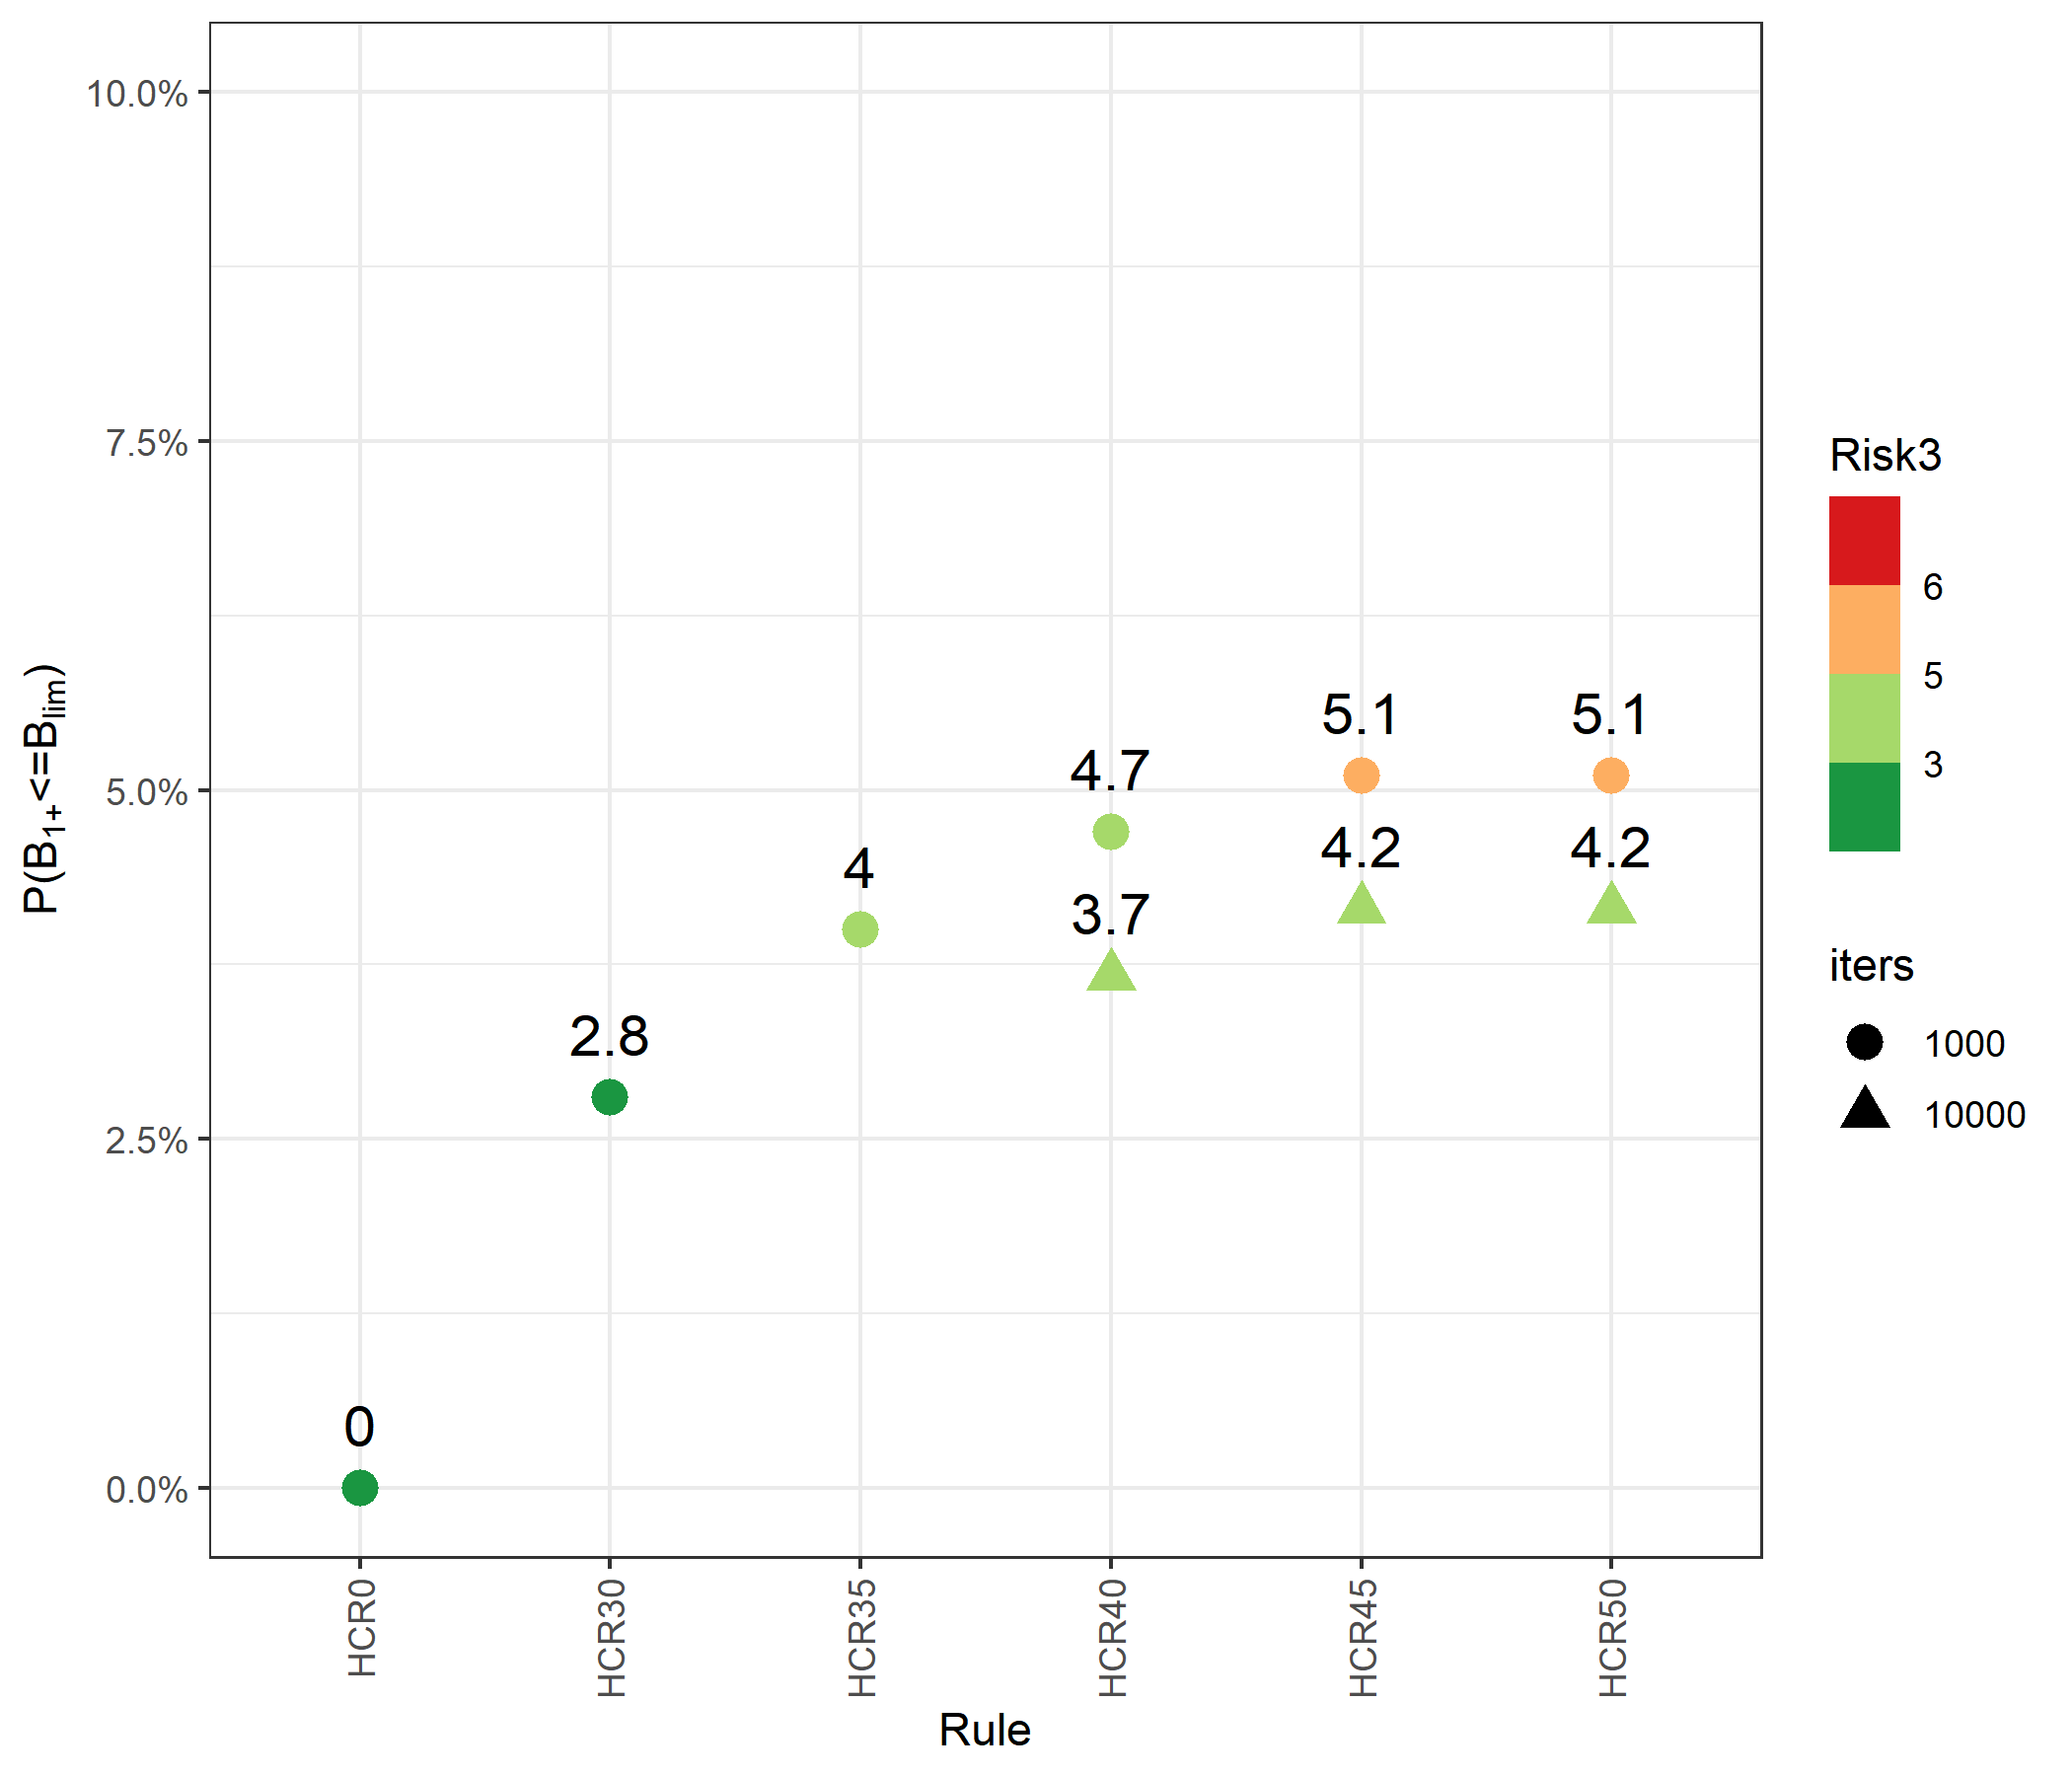 P(B1+<=Blim)
10.0%
7.5%
5.0%
2.5%
0.0%
0
2.8
4
4.7
3.7
5.1
4.2
5.1
4.2
HCR0
HCR30
HCR35
HCR40
HCR45
HCR50
Rule
Risk3
6
5
3
iters
1000
10000